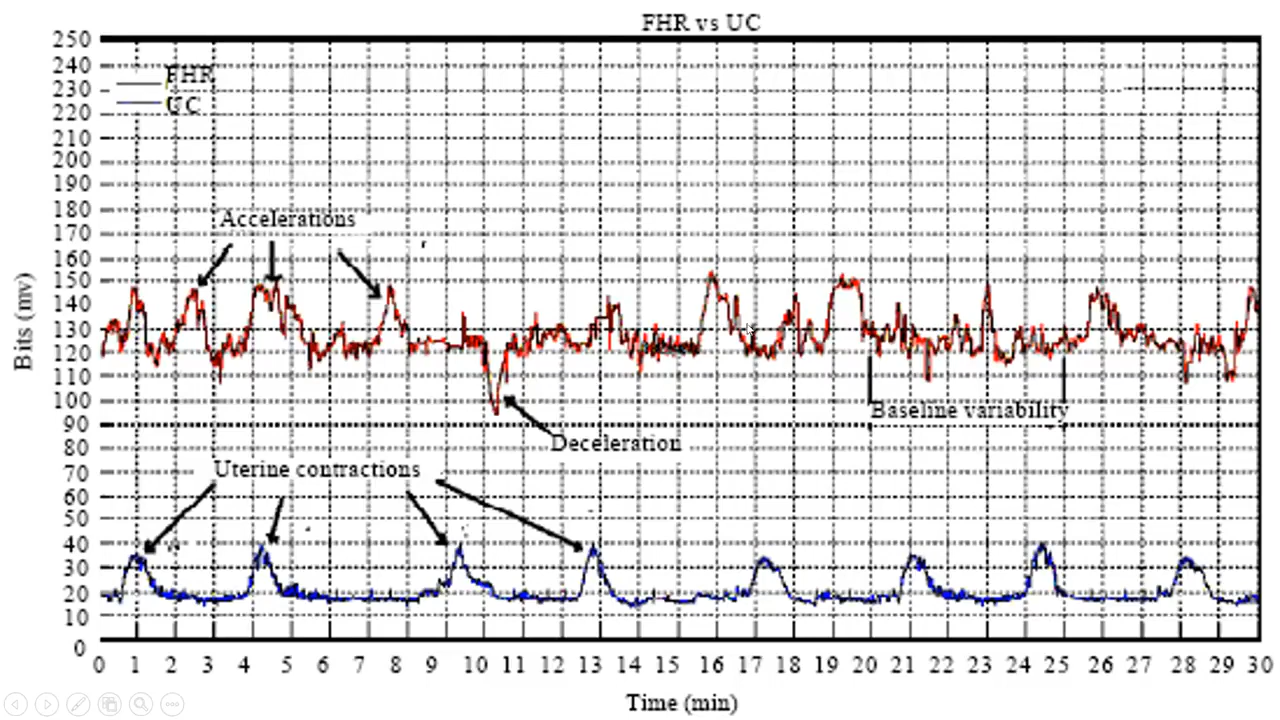 FHR vs UC
250
240
230
220
210
200
190
180
170
160
150
140
130
120
110
100
90
80
70
60
50
40
30
20
10
0
Bits (mv)
FHR
UC
Accelerations
Deceleration
Baseline variability
Uterine contractions
0 1 2 3 4 5 6 7 8 9 10 11 12 13 14 15 16 17 18 19 20 21 22 23 24 25 26 27 28 29 30
Time (min)